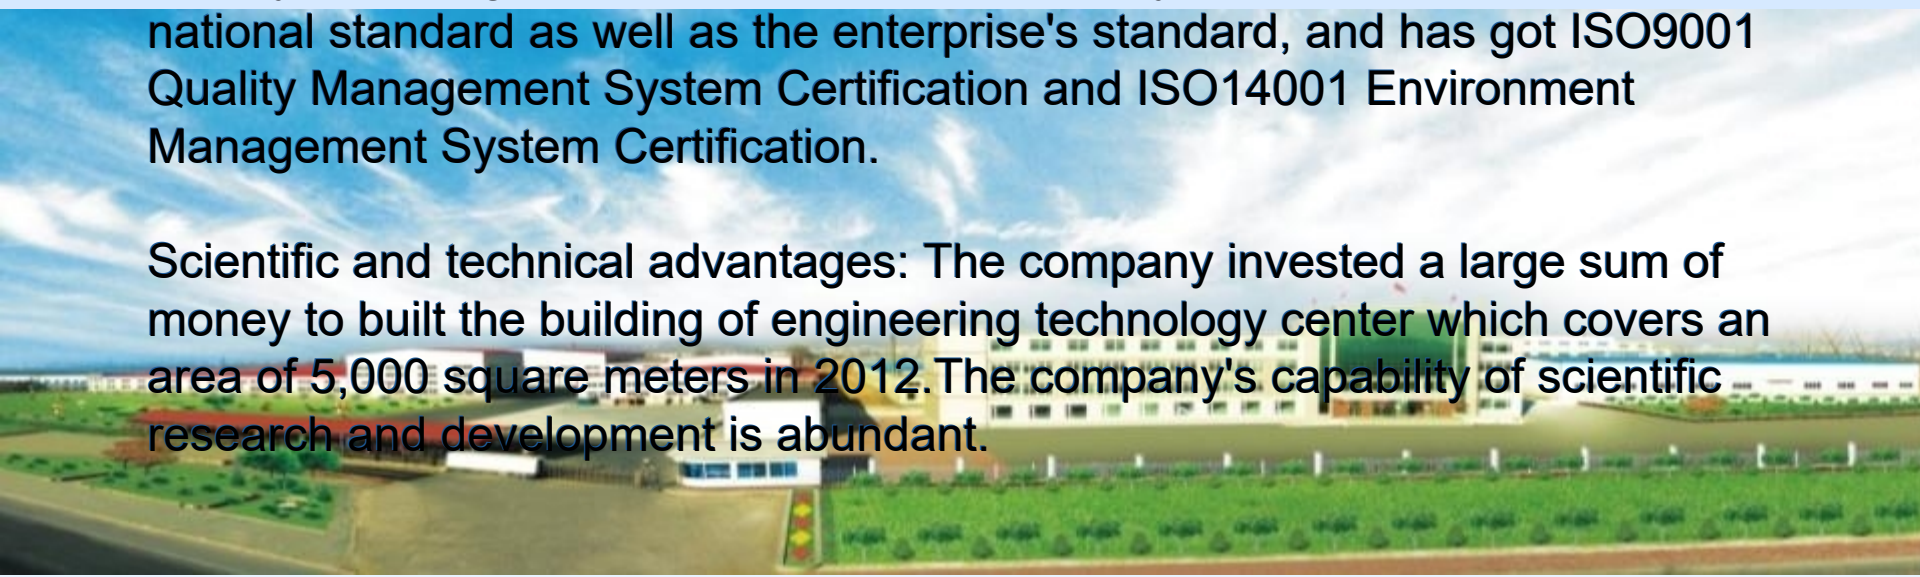 national standard as well as the enterprise's standard, and has got ISO9001
Quality Management System Certification and ISO14001 Environment
Management System Certification.
Scientific and technical advantages: The company invested a large sum of
money to built the building of engineering technology center which covers an
area of 5,000 square meters in 2012.The company's capability of scientific
research and development is abundant.